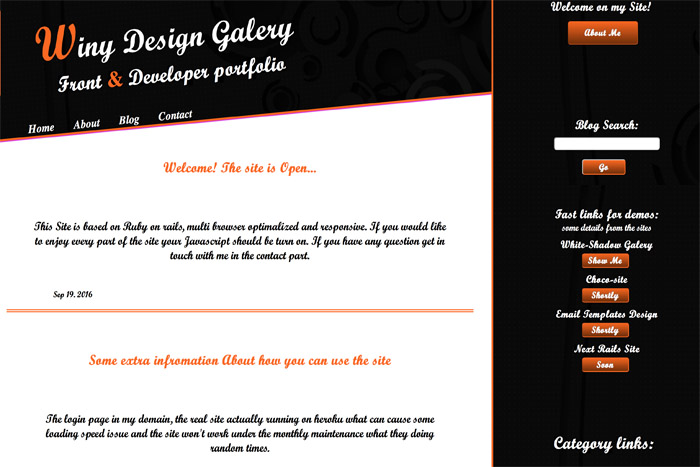 Winy Design Galery
Front & Developer portfolio
Home About Blog Contact
Welcome! The site is Open...
This Site is based on Ruby on rails, multi browser optimalized and responsive. If you would like
to enjoy every part of the site your Javascript should be turn on. If you have any question get in
touch with me in the contact part.
Sep 19, 2016
Some extra infromation About how you can use the site
The login page in my domain, the real site actually running on heroku what can cause some
loading speed issue and the site won't work under the monthly maintenance what they doing
random times.
Welcome on my Site!
About Me
Blog Search:
Go
Fast links for demos:
some details from the sites
White-Shadow Galery
Show Me
Choco-site
Shortly
Email Templates Design
Shortly
Next Rails Site
Soon
Category links: